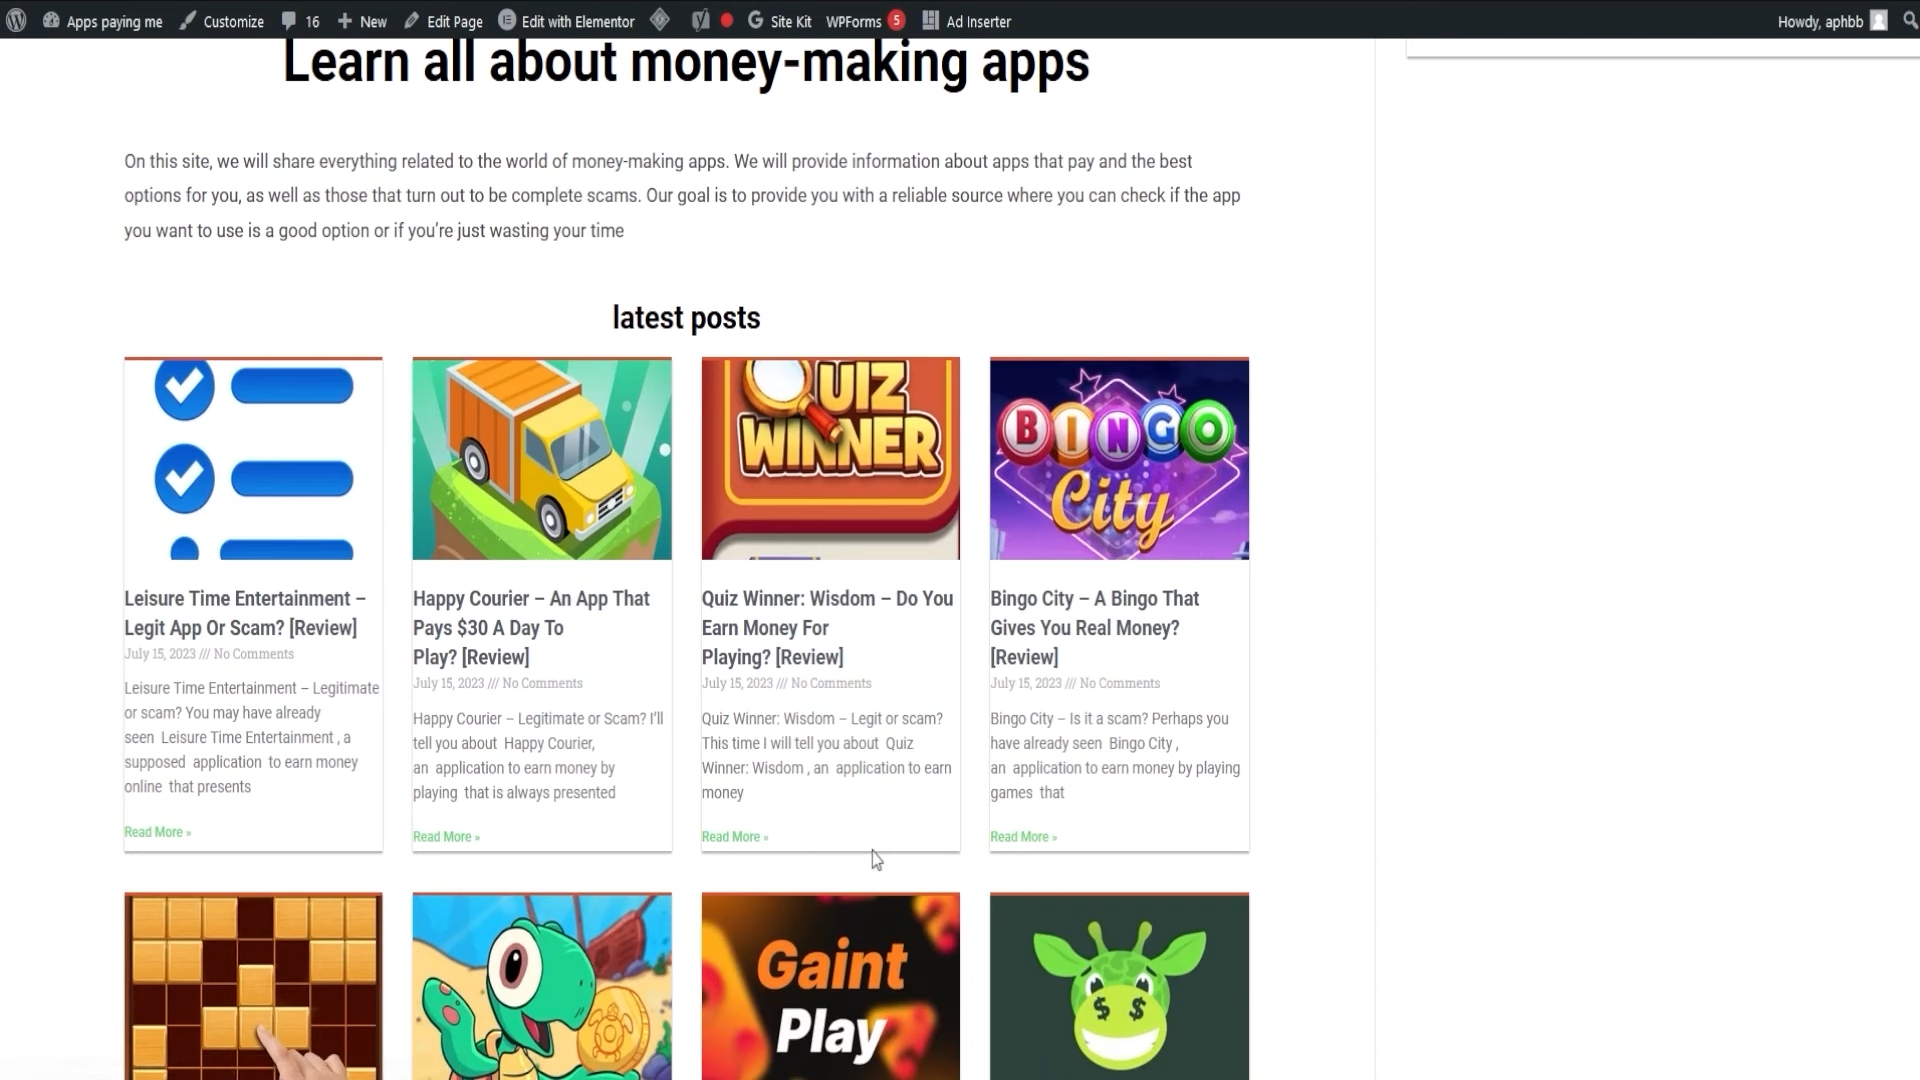 Apps paying me Customize 16 New Edit Page Edit with Elementor Site Kit WPForms 5 Ad Inserter Howdy, aphbb
Learn all about money-making apps
On this site, we will share everything related to the world of money-making apps. We will provide information about apps that pay and the best
options for you, as well as those that turn out to be complete scams. Our goal is to provide you with a reliable source where you can check if the app
you want to use is a good option or if you’re just wasting your time
latest posts
Leisure Time Entertainment –
Legit App Or Scam? [Review]
July 15, 2023 /// No Comments
Leisure Time Entertainment – Legitimate
or scam? You may have already
seen Leisure Time Entertainment , a
supposed application to earn money
online that presents
Read More »
Happy Courier – An App That
Pays $30 A Day To
Play? [Review]
July 15, 2023 /// No Comments
Happy Courier – Legitimate or Scam? I’ll
tell you about Happy Courier,
an application to earn money by
playing that is always presented
Read More »
QUIZ
WINNER
Quiz Winner: Wisdom – Do You
Earn Money For
Playing? [Review]
July 15, 2023 /// No Comments
Quiz Winner: Wisdom – Legit or scam?
This time I will tell you about Quiz
Winner: Wisdom , an application to earn
money
Read More »
BINGO
City
Bingo City – A Bingo That
Gives You Real Money?
[Review]
July 15, 2023 /// No Comments
Bingo City – Is it a scam? Perhaps you
have already seen Bingo City ,
an application to earn money by playing
games that
Read More »
Gaint
Play
$ $